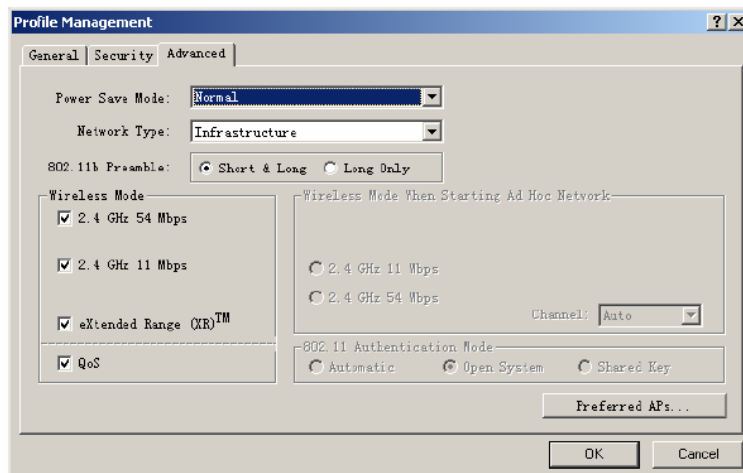 Profile Management
General Security Advanced
Power Save Mode: Normal
Network Type: Infrastructure
802.11b Preamble: Short & Long Long Only
Wireless Mode
2.4 GHz 54 Mbps
2.4 GHz 11 Mbps
eXtended Range (XR)TM
QoS
Wireless Mode When Starting Ad Hoc Network
2.4 GHz 11 Mbps
2.4 GHz 54 Mbps
Channel: Auto
802.11 Authentication Mode
Automatic Open System Shared Key
Preferred APs...
OK Cancel